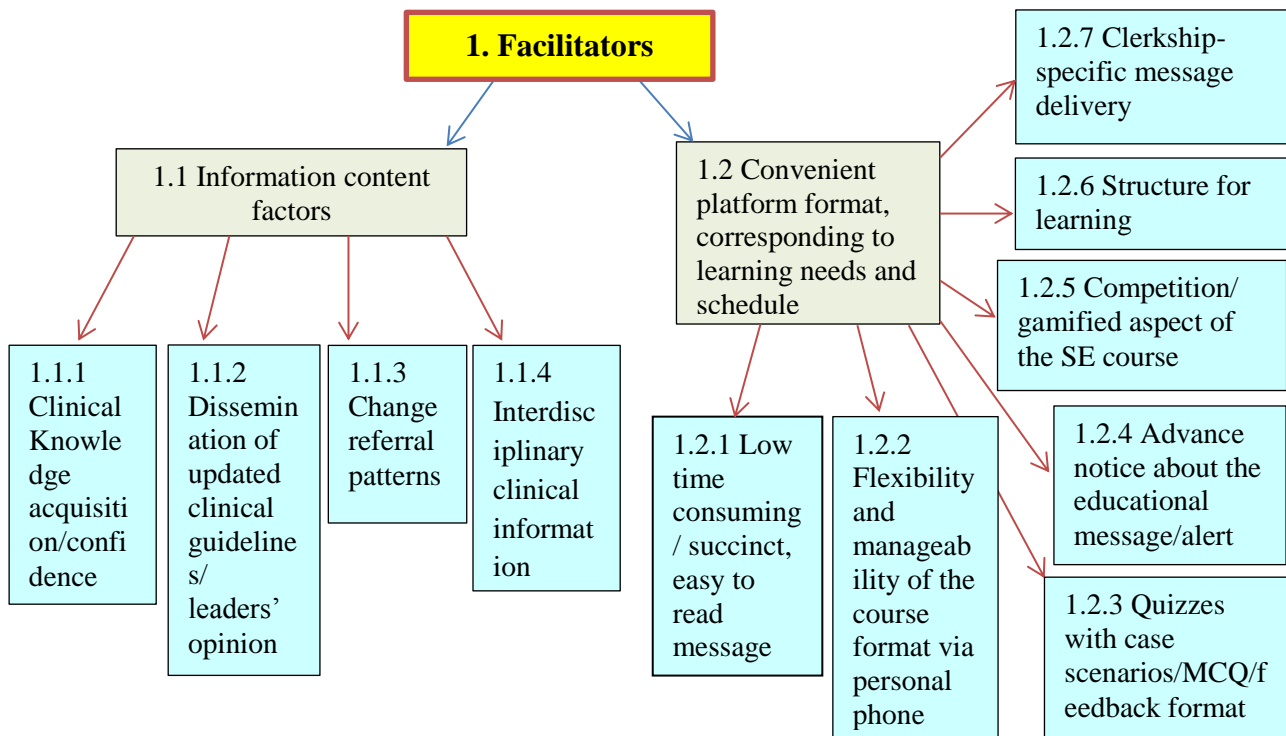 1. Facilitators
1.1 Information content
factors
1.1.1
Clinical
Knowle
dge
acquisiti
on/confi
dence
1.1.2
Dissemin
ation of
updated
clinical
guideline
s/
leaders’
opinion
1.1.3
Change
referral
patterns
1.1.4
Interdisc
iplinary
clinical
informat
ion
1.2 Convenient
platform format,
corresponding to
learning needs and
schedule
1.2.1 Low
time
consuming
/ succinct,
easy to
read
message
1.2.2
Flexibility
and
manageab
ility of the
course
format via
personal
phone
1.2.3 Quizzes
with case
scenarios/MCQ/f
eedback format
1.2.4 Advance
notice about the
educational
message/alert
1.2.5 Competition/
gamified aspect of
the SE course
1.2.6 Structure for
learning
1.2.7 Clerkship-
specific message
delivery